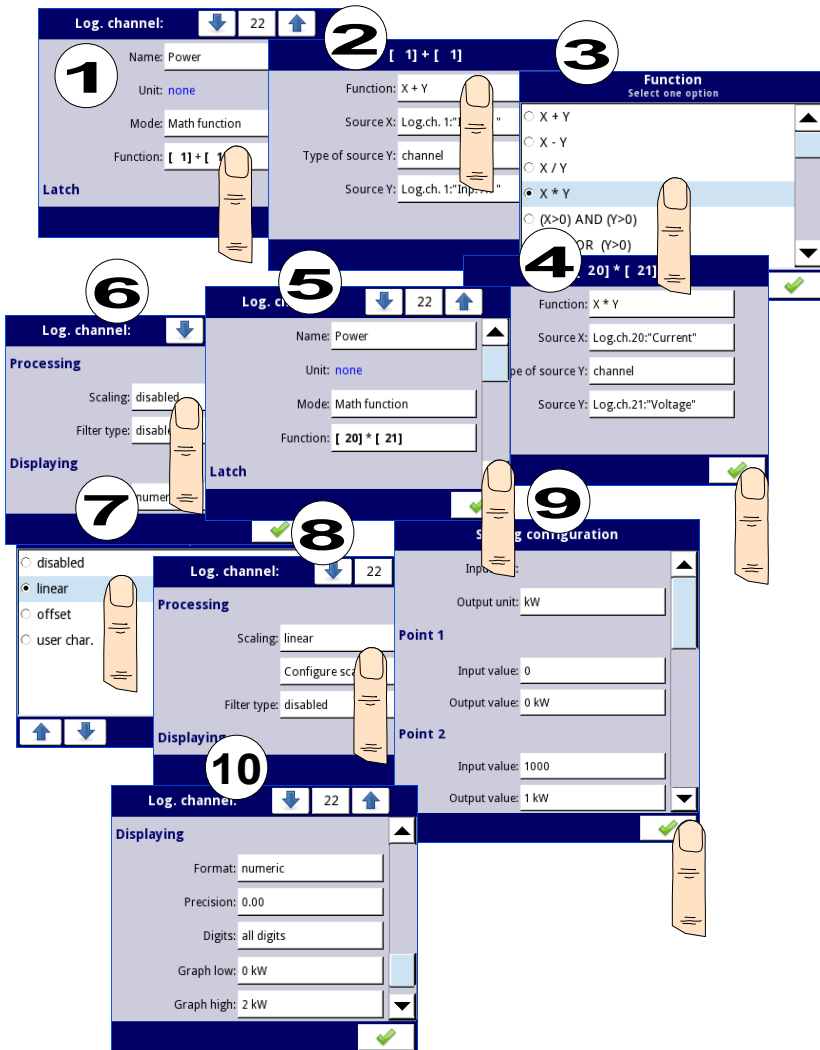 1
Log. channel:
22
Name: Power
Unit: none
Mode: Math function
Function: [ 1] + [ 1
Latch
2
[ 1] + [ 1]
Function: X + Y
Source X: Log.ch. 1:"I "
Type of source Y: channel
Source Y: Log.ch. 1:"Inp.
3
Function
Select one option
X + Y
X - Y
X / Y
X * Y
(X>0) AND (Y>0)
OR (Y>0)
4
20] * [ 21]
Function: X * Y
Source X: Log.ch.20:"Current"
pe of source Y: channel
Source Y: Log.ch.21:"Voltage"
5
Log. c
22
Name: Power
Unit: none
Mode: Math function
Function: [ 20] * [ 21]
Latch
6
Log. channel:
Processing
Scaling: disabled
Filter type: disable
Displaying
numer
7
disabled
linear
offset
user char.
8
Log. channel:
22
Processing
Scaling: linear
Configure sca
Filter type: disabled
Displaying
9
S g configuration
Inpu :
Output unit: kW
Point 1
Input value: 0
Output value: 0 kW
Point 2
Input value: 1000
Output value: 1 kW
10
Log. channel:
22
Displaying
Format: numeric
Precision: 0.00
Digits: all digits
Graph low: 0 kW
Graph high: 2 kW